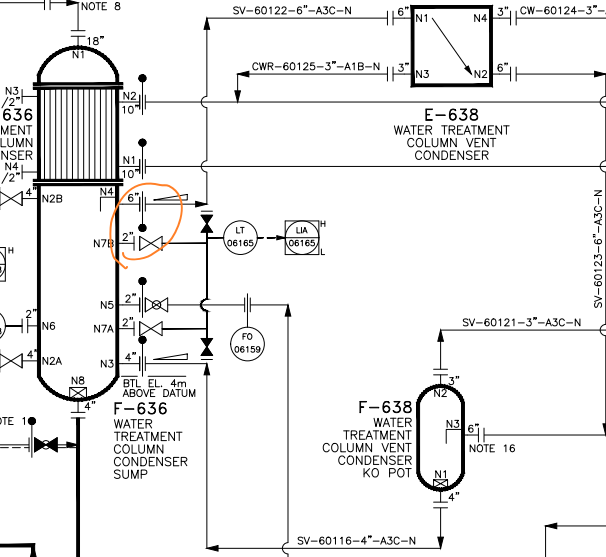 NOTE 8
18"
N1
SV-60122-6"-A3C-N
6"
N1
N4
3"
CW-60124-3"-
CWR-60125-3"-A1B-N
3"
N3
N2
6"
N3
/2"
N2
10"
636
MENT
LUMN
NSER
E-638
WATER TREATMENT
COLUMN VENT
CONDENSER
N4
/2"
N1
10"
4"
N2B
N4
6"
N7B
2"
LT
06165
LIA
06165
H
L
H
SV-60123-6"-A3C-N
N5
2"
2"
N6
N7A
2"
FO
06159
SV-60121-3"-A3C-N
4"
N2A
N3
4"
N8
BTL EL. 4m
ABOVE DATUM
4"
3"
N2
OTE 1
F-636
WATER
TREATMENT
COLUMN
CONDENSER
SUMP
F-638
WATER
TREATMENT
COLUMN VENT
CONDENSER
KO POT
N3
6"
NOTE 16
N1
4"
SV-60116-4"-A3C-N